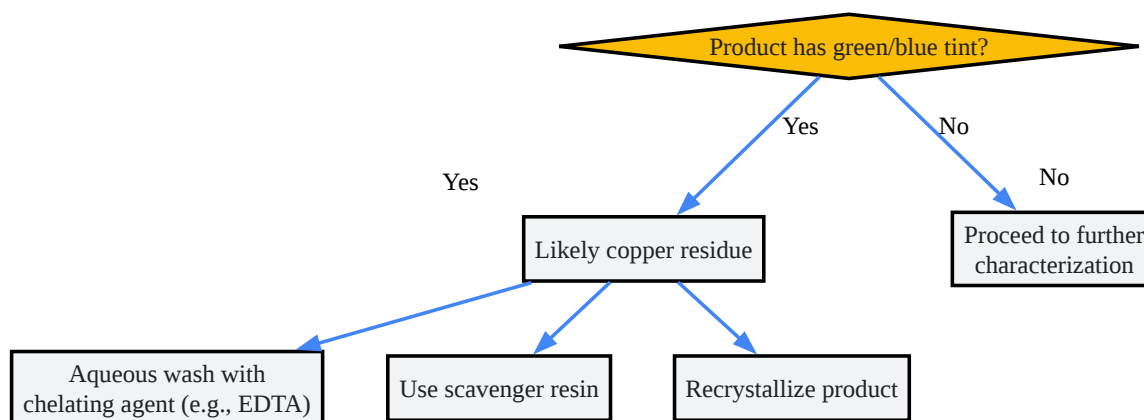 Product has green/blue tint?
Yes
No
Yes
No
Likely copper residue
Proceed to further
characterization
Aqueous wash with
chelating agent (e.g., EDTA)
Use scavenger resin
Recrystallize product